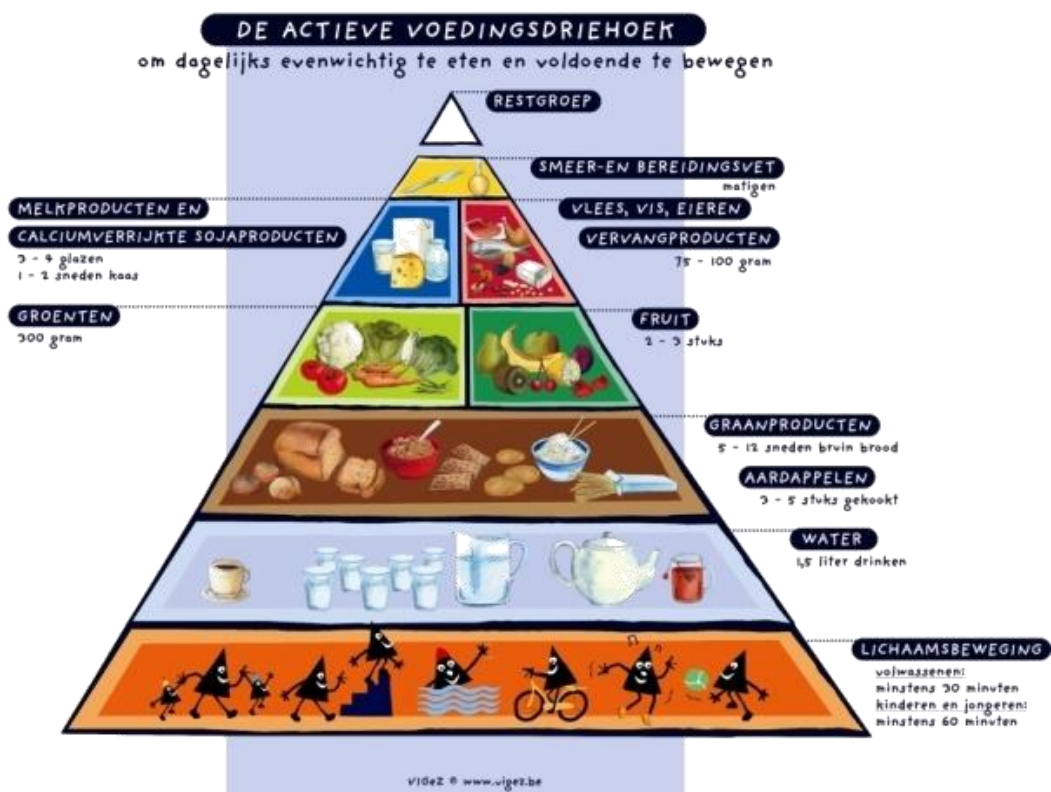 DE ACTIEVE VOEDINGSDRIEHOEK
om dagelijks evenwichtig te eten en voldoende te bewegen
RESTGROEP
SMEER-EN BEREIDINGSVET
matigen
MELKPRODUCTEN EN
CALCIUMVERRIJKTE SOJAPRODUCTEN
3 - 4 glazen
1 - 2 sneden kaas
VLEES, VIS, EIEREN
VERVANGPRODUCTEN
75 - 100 gram
GROENTEN
300 gram
FRUIT
2 - 3 stuks
GRAANPRODUCTEN
5 - 12 sneden bruin brood
AARDAPPELEN
3 - 5 stuks gekookt
WATER
1,5 liter drinken
LICHAAMSBEWEGING
volwassenen:
minstens 30 minuten
kinderen en jongeren:
minstens 60 minuten
VIGeZ © www.vigez.be